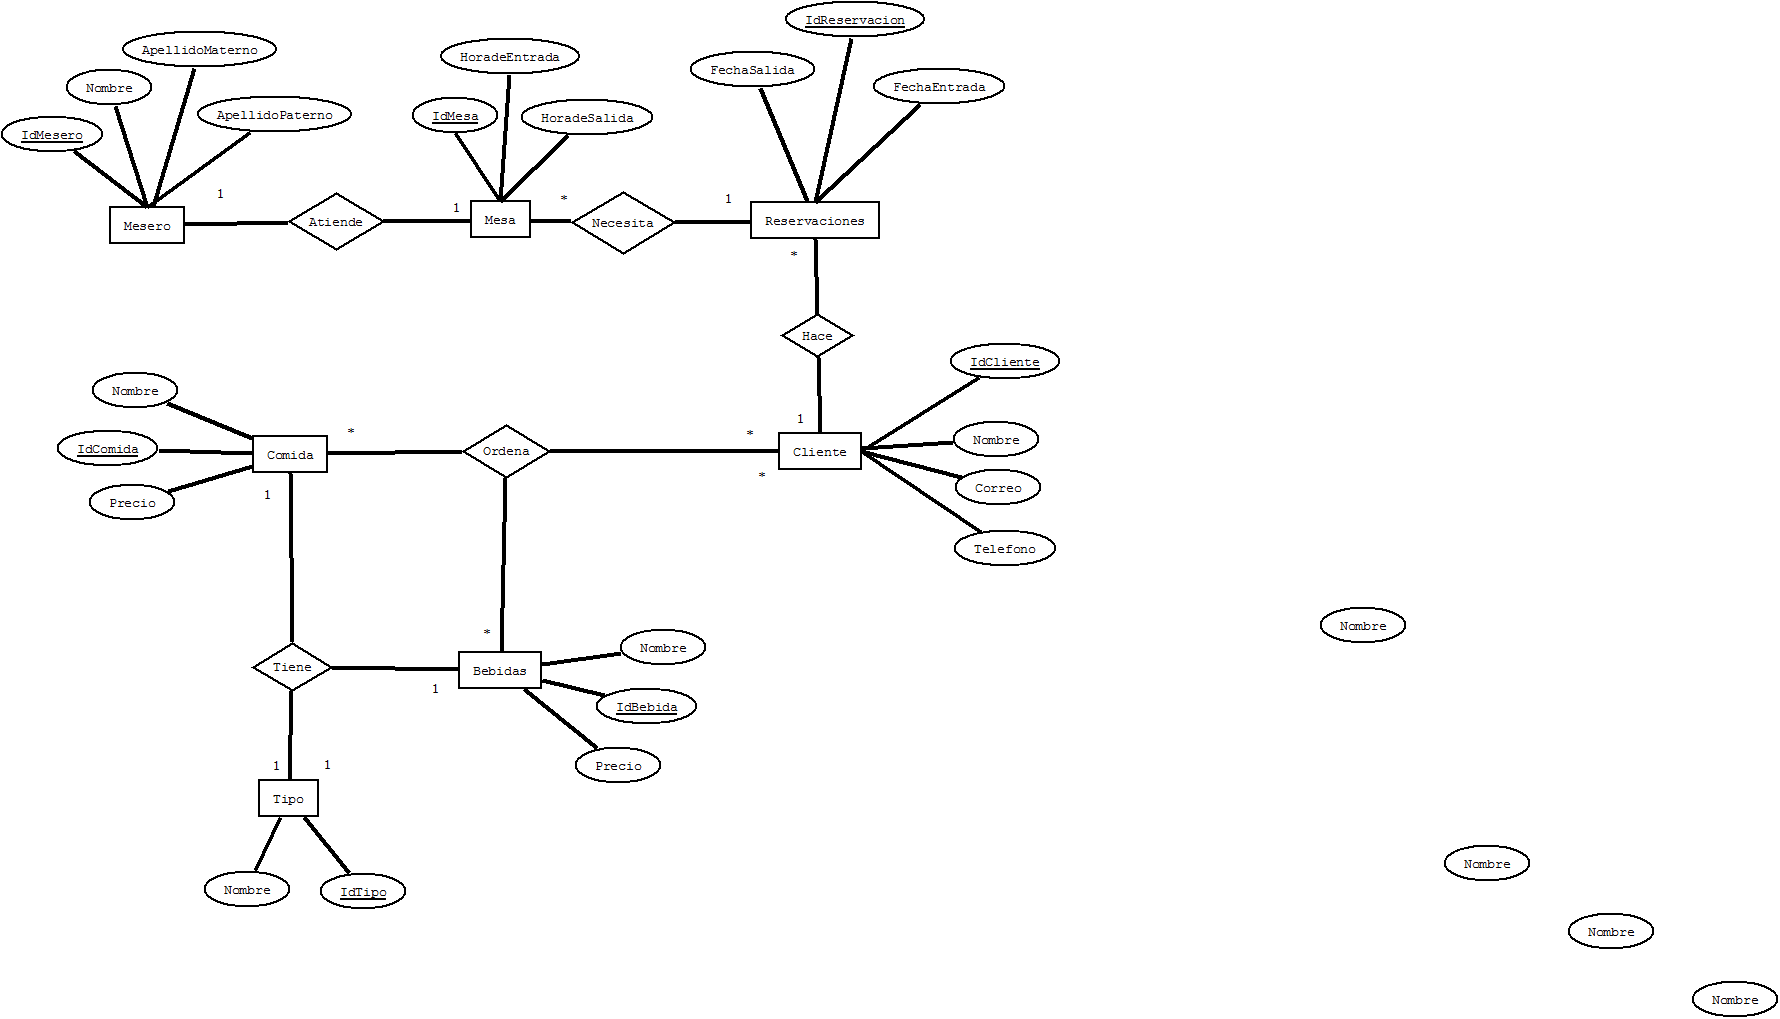 IdReservacion
ApellidoMaterno
HoradeEntrada
FechaSalida
Nombre
FechaEntrada
ApellidoPaterno
IdMesa
HoradeSalida
IdMesero
1
1
*
1
Mesero
Atiende
Mesa
Necesita
Reservaciones
*
Hace
IdCliente
Nombre
1
*
*
Nombre
IdComida
Comida
Ordena
Cliente
*
Correo
1
Precio
Telefono
Nombre
*
Nombre
Tiene
Bebidas
1
IdBebida
1
1
Precio
Tipo
Nombre
Nombre
IdTipo
Nombre
Nombre